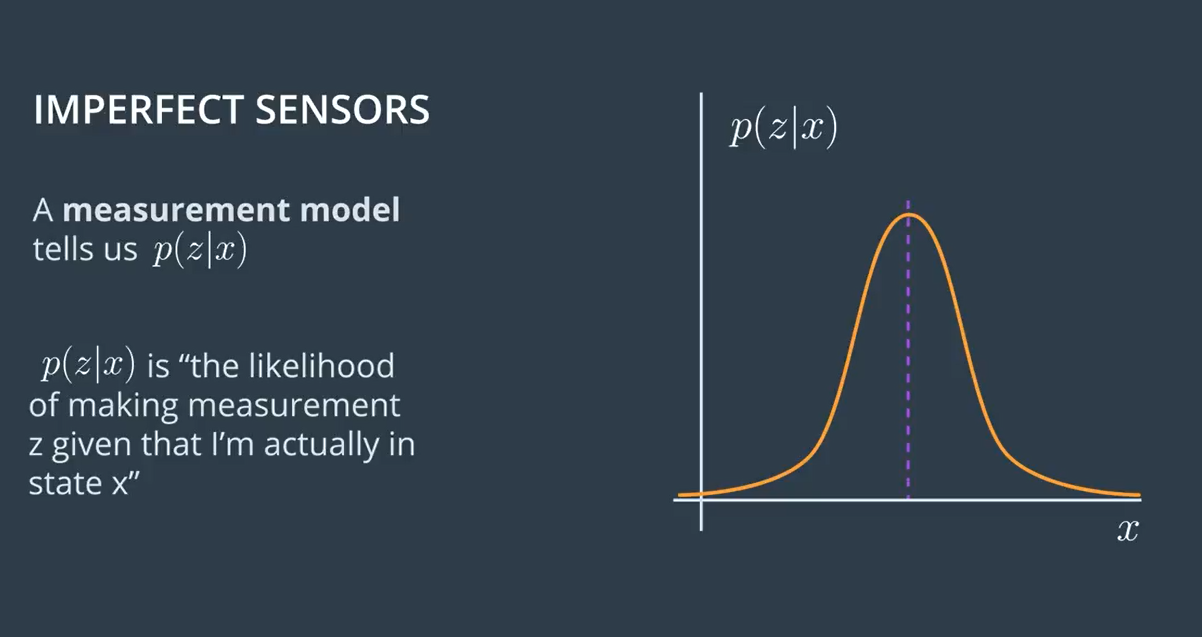 IMPERFECT SENSORS
A measurement model
tells us p(z|x)
p(z|x) is “the likelihood
of making measurement
z given that I’m actually in
state x”
p(z|x)
x